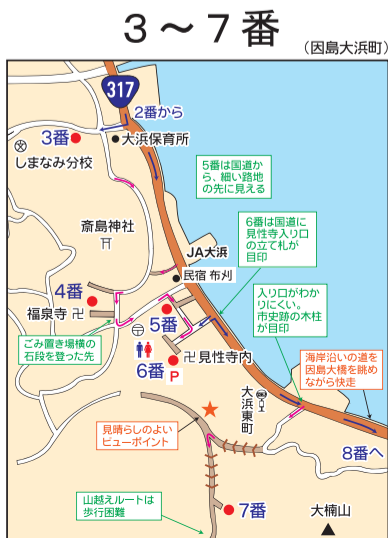 3～7番
(因島大浜町)
317
2番から
3番
大浜保育所
しまなみ分校
5番は国道か
ら、細い路地
の先に見える
斎島神社
6番は国道に
見性寺入り口
の立て札が
目印
JA大浜
民宿 布刈
4番
福泉寺
入り口がわか
りにくい。
市史跡の木柱
が目印
5番
ごみ置き場横の
石段を登った先
見性寺内
6番
P
海岸沿いの道を
因島大橋を眺め
ながら快走
大浜東町
見晴らしのよい
ビューポイント
8番へ
山越えルートは
歩行困難
7番
大楠山